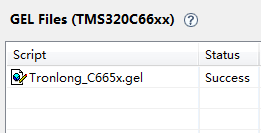 GEL Files (TMS320C66xx) ?
Script Status
Tronlong_C665x.gel Success